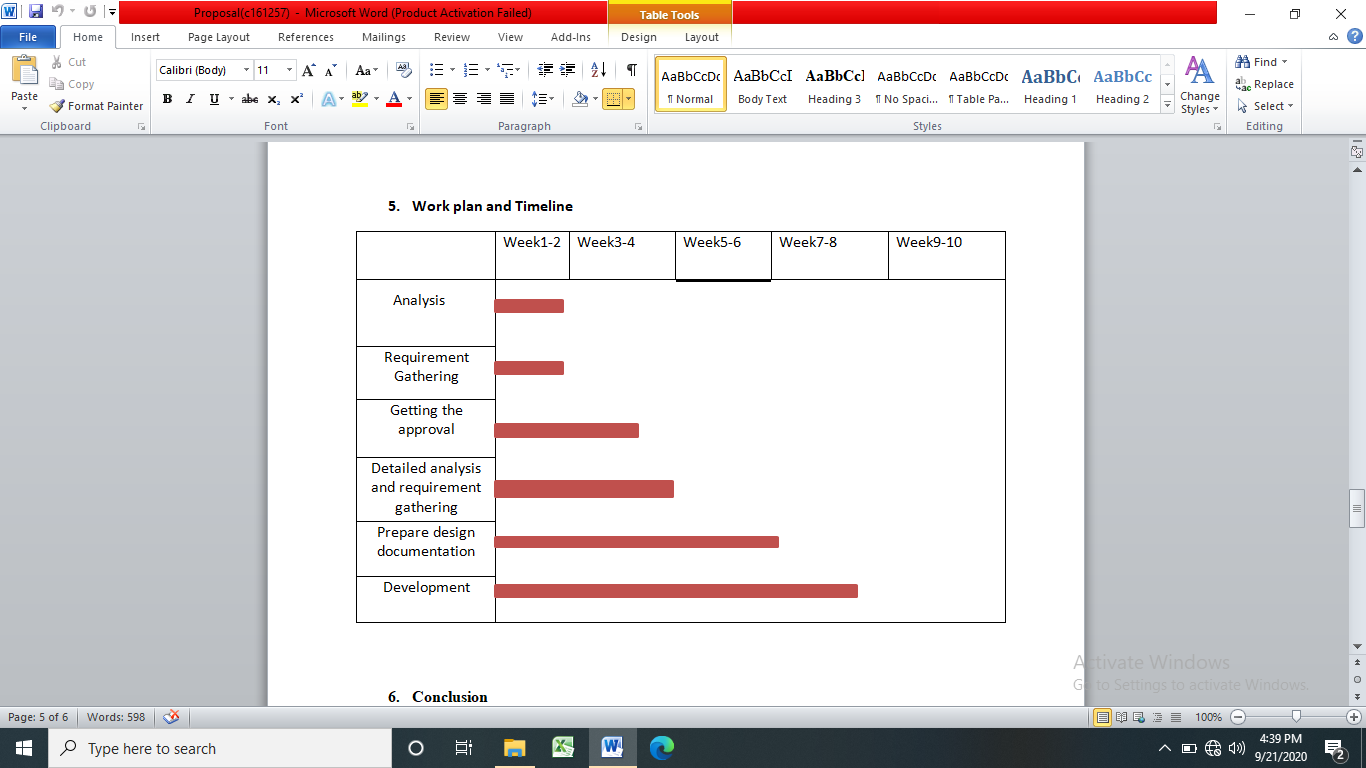 Proposal(c161257) - Microsoft Word (Product Activation Failed)
Table Tools
File Home Insert Page Layout References Mailings Review View Add-Ins Design Layout
Paste
Cut
Copy
Format Painter
Clipboard
Calibri (Body) 11
Font
Paragraph
AaBbCcDc AaBbCcI AaBbCcI AaBbCcDc AaBbCcDc AaBbCc AaBbCc
¶ Normal Body Text Heading 3 ¶ No Spaci... ¶ Table Pa... Heading 1 Heading 2
Styles
Change
Styles
Find
Replace
Select
Editing
5. Work plan and Timeline
Week1-2 Week3-4 Week5-6 Week7-8 Week9-10
Analysis
Requirement
Gathering
Getting the
approval
Detailed analysis
and requirement
gathering
Prepare design
documentation
Development
6. Conclusion
Activate Windows
Go to Settings to activate Windows.
Page: 5 of 6 Words: 598 100%
Type here to search
4:39 PM
9/21/2020
2